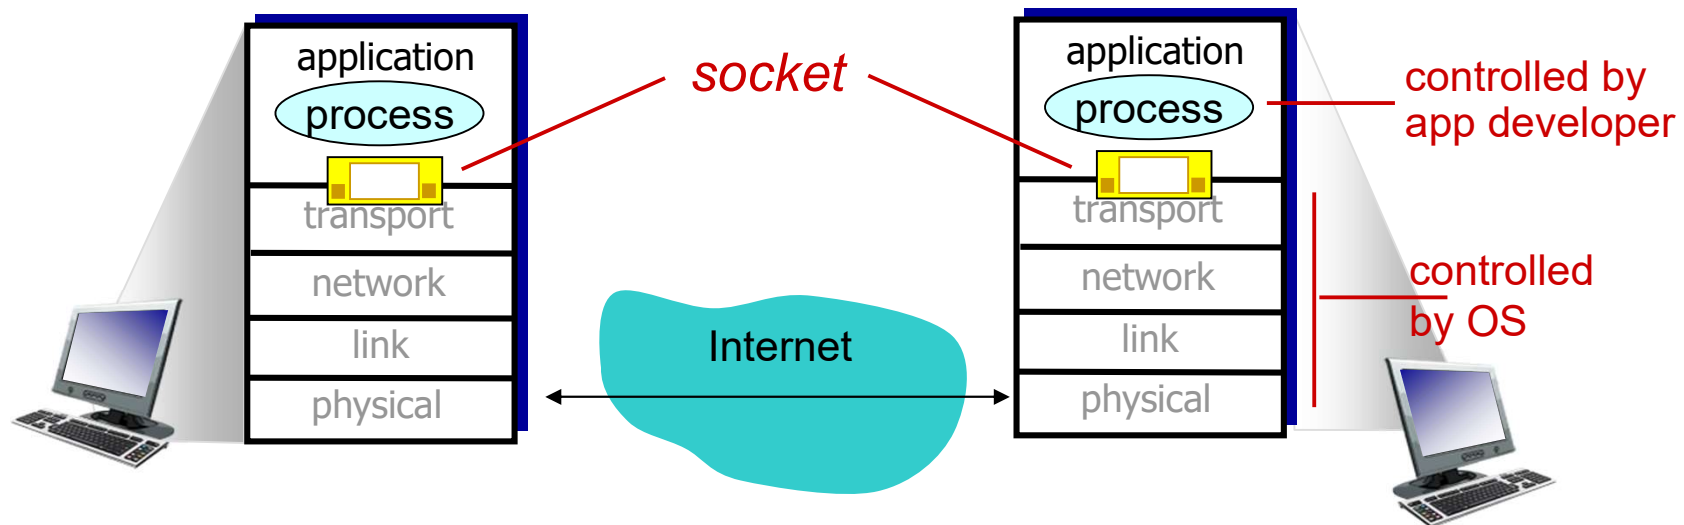 application
process
transport
network
link
physical
socket
Internet
application
process
transport
network
link
physical
controlled by
app developer
controlled
by OS